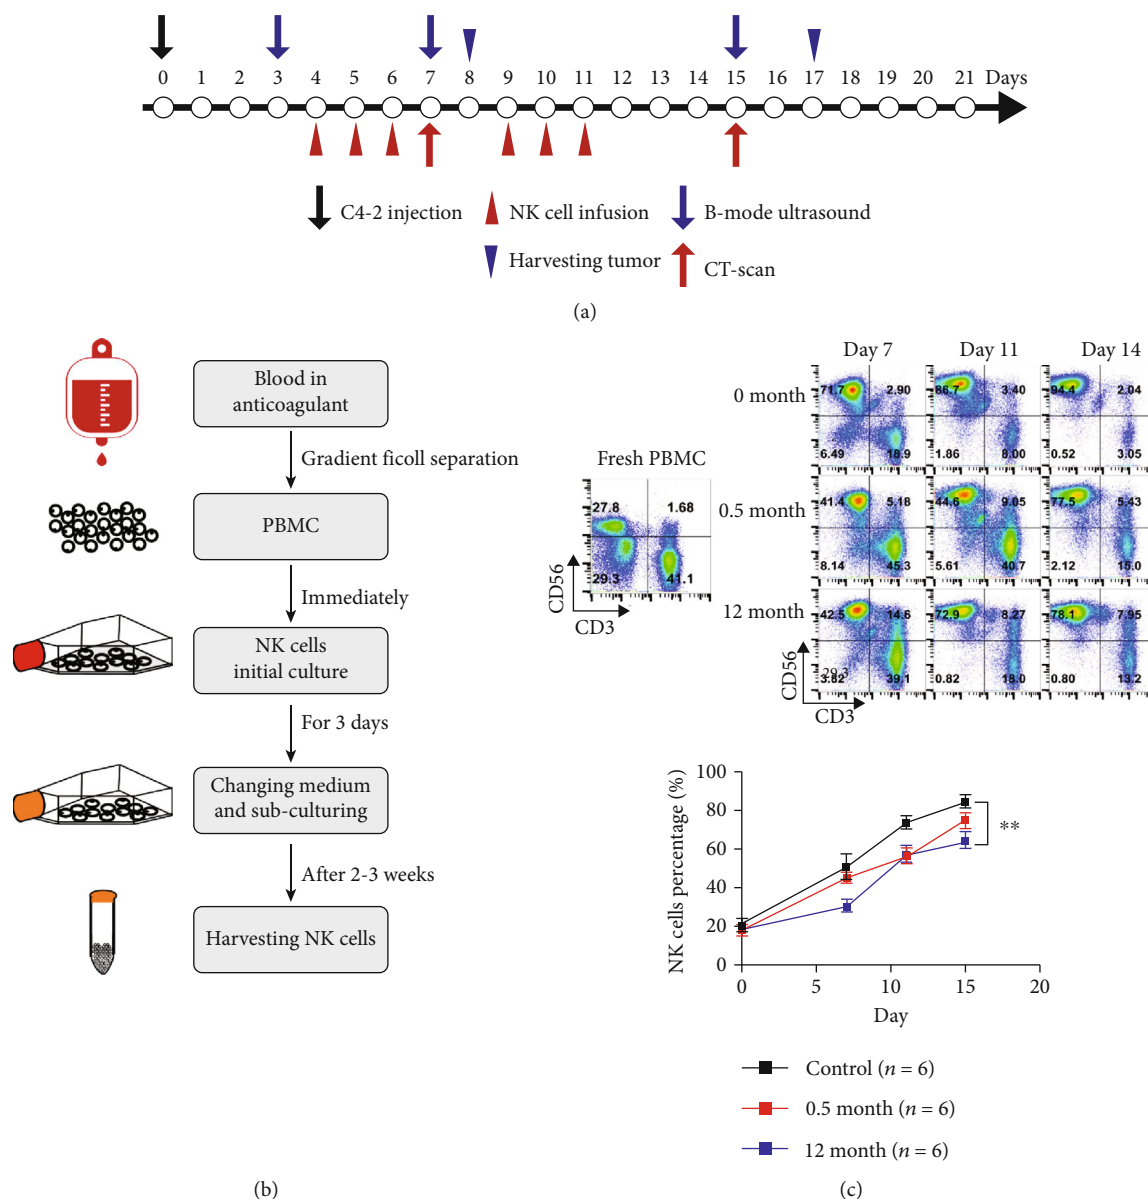 0 1 2 3 4 5 6 7 8 9 10 11 12 13 14 15 16 17 18 19 20 21 Days
C4-2 injection NK cell infusion B-mode ultrasound
Harvesting tumor CT-scan
(a)
Blood in
anticoagulant
Gradient ficoll separation
PBMC
Immediately
NK cells
initial culture
For 3 days
Changing medium
and sub-culturing
After 2-3 weeks
Harvesting NK cells
(b)
Fresh PBMC
27.8 1.68
29.3 41.1
CD56
CD3
Day 7 Day 11 Day 14
0 month
71.7 2.90 86.7 3.40 94.4 2.04
6.49 18.9 1.86 8.00 0.52 3.05
0.5 month
41.4 5.18 44.6 9.05 77.5 5.43
8.14 45.3 5.61 40.7 2.12 15.0
12 month
42.5 14.6 72.9 8.27 78.1 7.95
29.3
3.82 39.1 0.82 18.0 0.80 13.2
CD56
CD3
NK cells percentage (%)
100
80
60
40
20
0
**
0 5 10 15 20
Day
Control (n = 6)
0.5 month (n = 6)
12 month (n = 6)
(c)